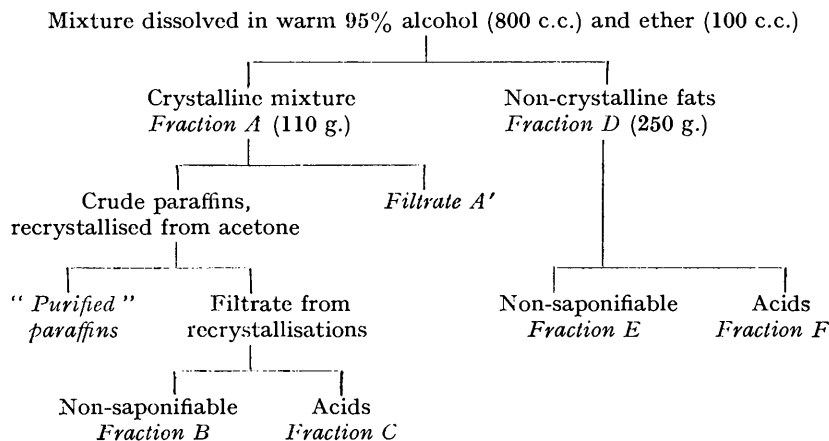 Mixture dissolved in warm 95% alcohol (800 c.c.) and ether (100 c.c.)
Crystalline mixture
Fraction A (110 g.)
Non-crystalline fats
Fraction D (250 g.)
Crude paraffins,
recrystallised from acetone
Filtrate A′
“ Purified ”
paraffins
Filtrate from
recrystallisations
Non-saponifiable
Fraction E
Acids
Fraction F
Non-saponifiable
Fraction B
Acids
Fraction C